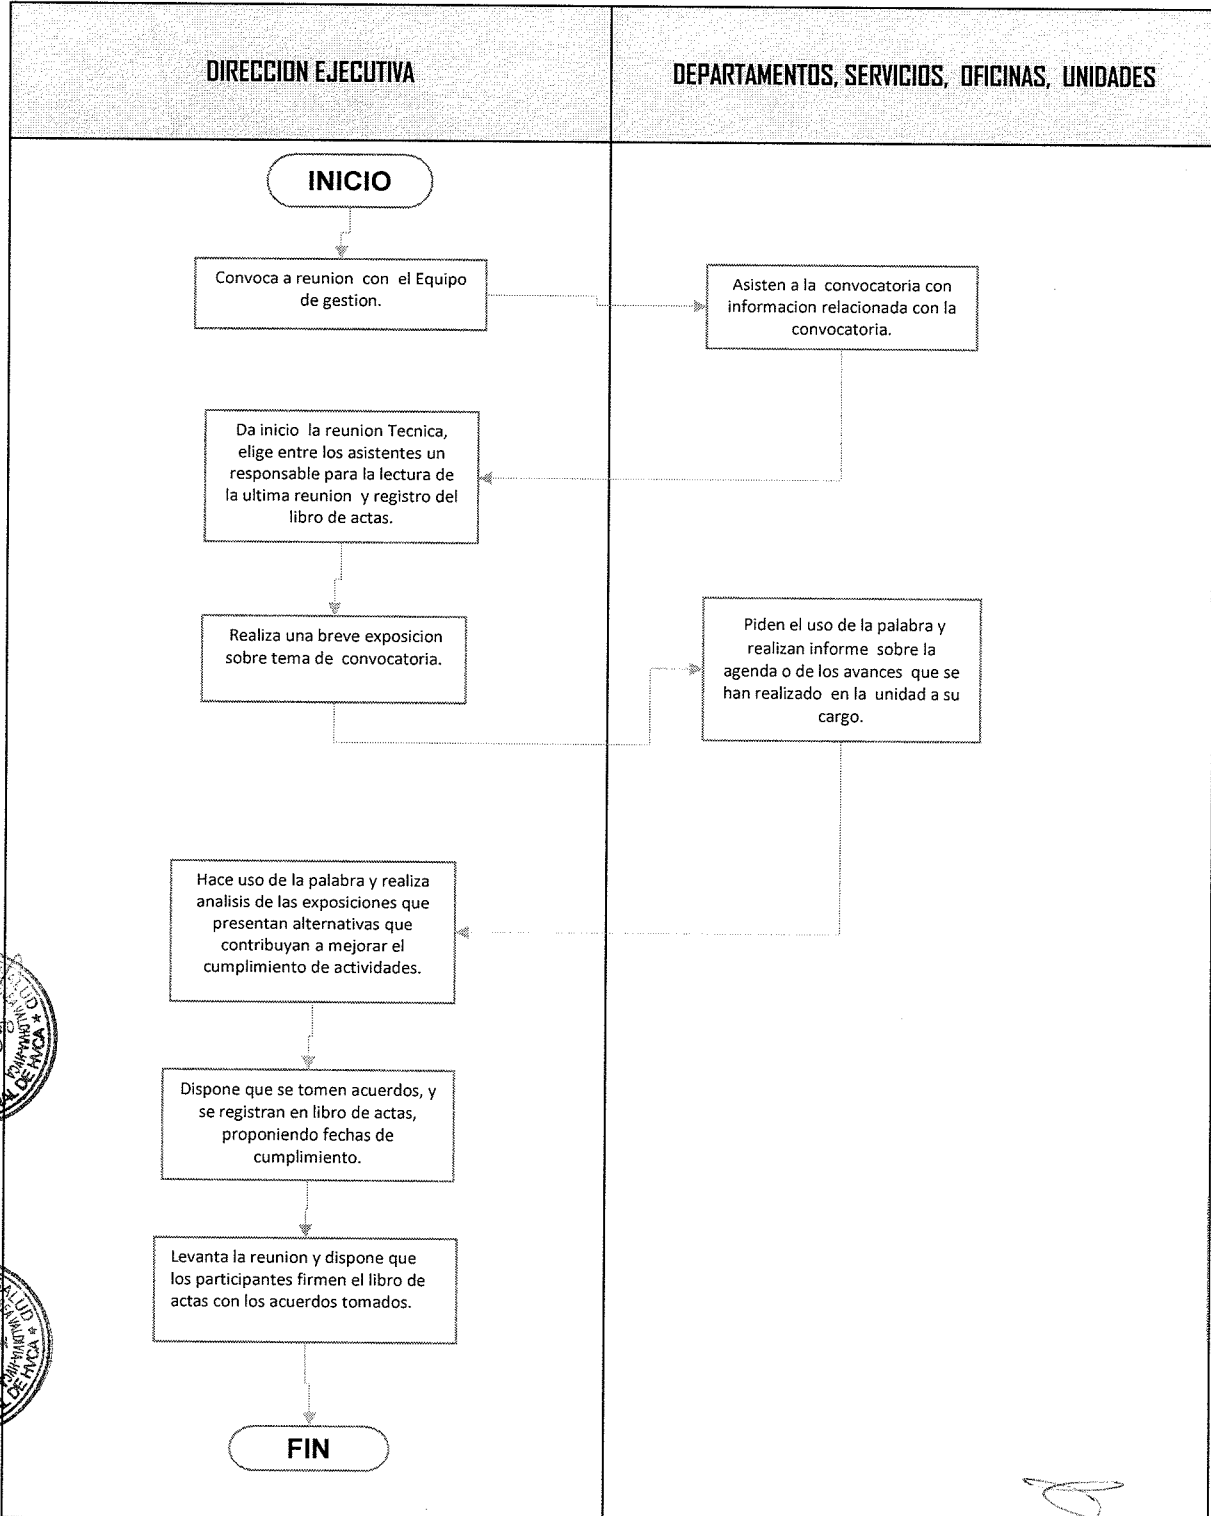 DIRECCION EJECUTIVA
DEPARTAMENTOS, SERVICIOS, OFICINAS, UNIDADES
INICIO
Convoca a reunion con el Equipo
de gestion.
Asisten a la convocatoria con
informacion relacionada con la
convocatoria.
Da inicio la reunion Tecnica,
elige entre los asistentes un
responsable para la lectura de
la ultima reunion y registro del
libro de actas.
Realiza una breve exposicion
sobre tema de convocatoria.
Piden el uso de la palabra y
realizan informe sobre la
agenda o de los avances que se
han realizado en la unidad a su
cargo.
Hace uso de la palabra y realiza
analisis de las exposiciones que
presentan alternativas que
contribuyan a mejorar el
cumplimiento de actividades.
Dispone que se tomen acuerdos, y
se registran en libro de actas,
proponiendo fechas de
cumplimiento.
Levanta la reunion y dispone que
los participantes firmen el libro de
actas con los acuerdos tomados.
FIN
DE HVCA
DE HVCA